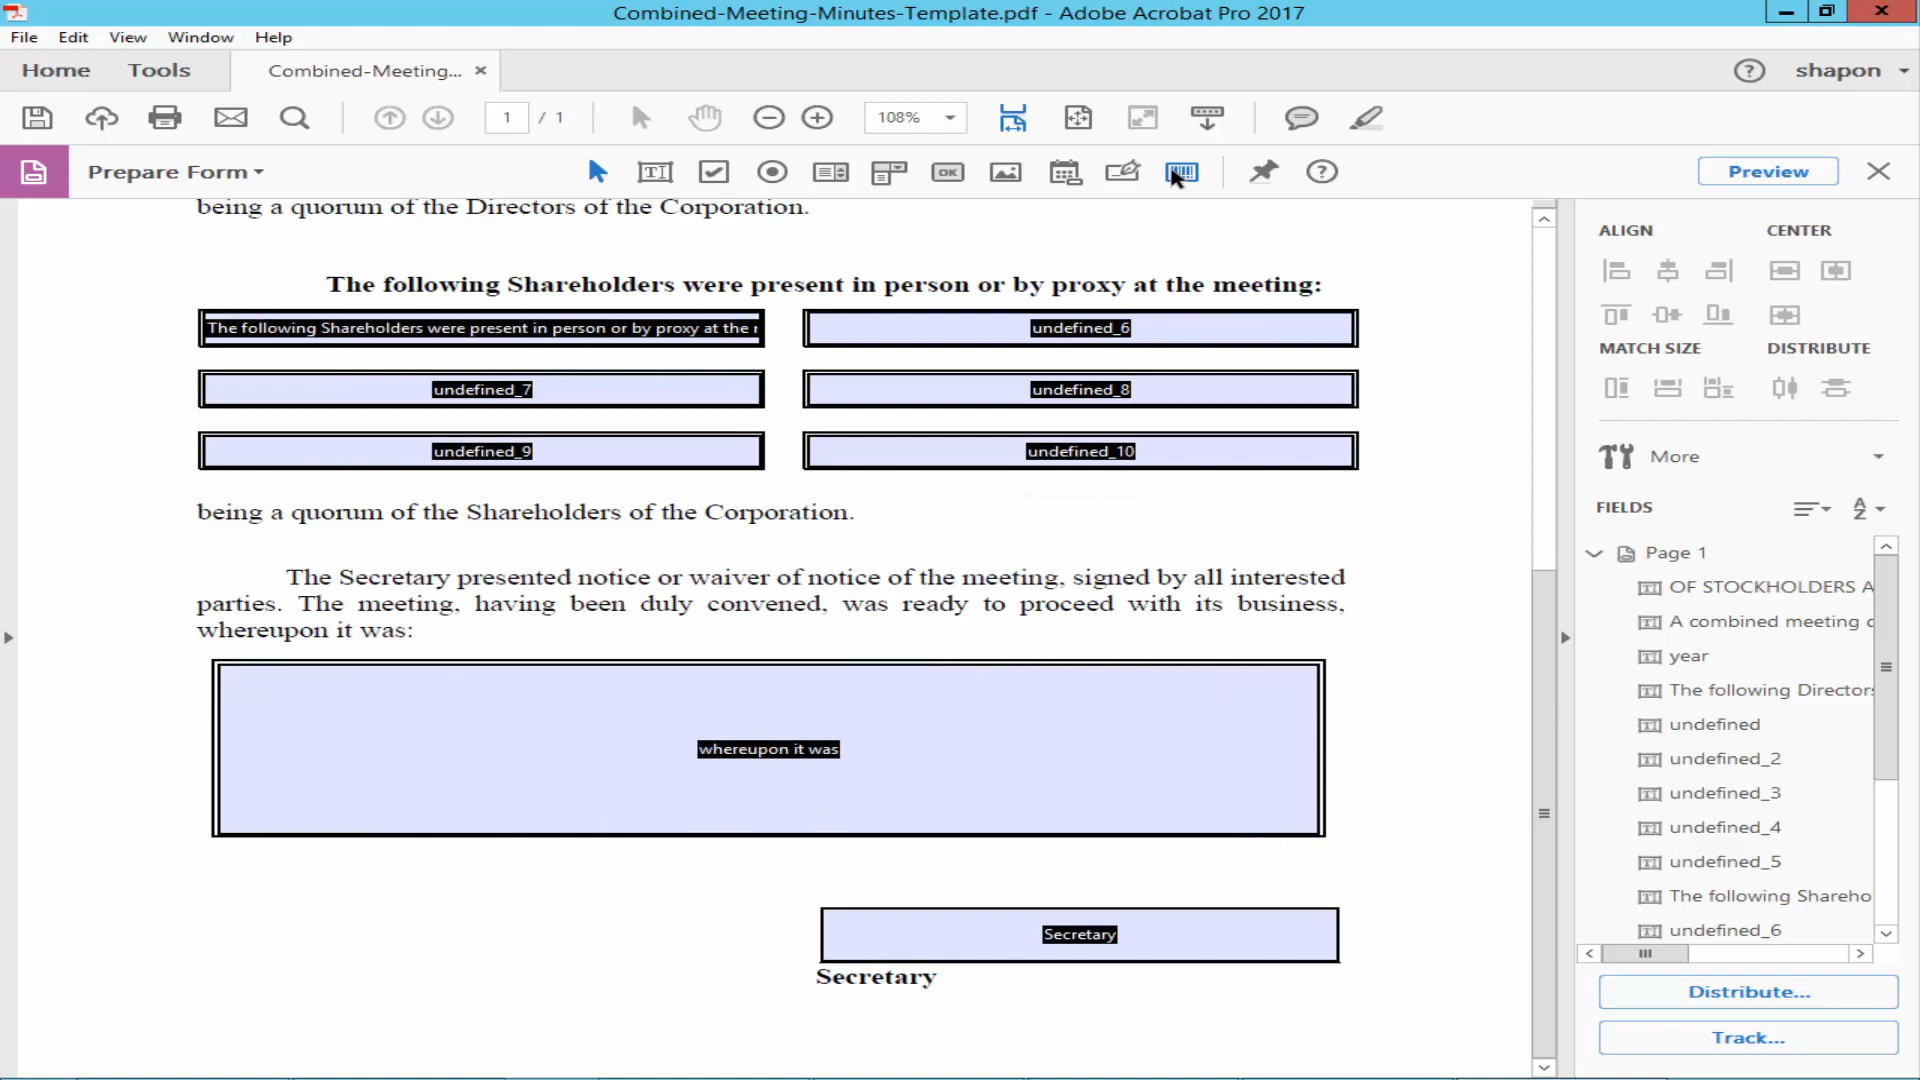 Combined-Meeting-Minutes-Template.pdf - Adobe Acrobat Pro 2017
File Edit View Window Help
Home Tools Combined-Meeting... shapon
1 / 1 108%
Prepare Form OK Preview
being a quorum of the Directors of the Corporation.
The following Shareholders were present in person or by proxy at the meeting:
The following Shareholders were present in person or by proxy at the
undefined_6
undefined_7
undefined_8
undefined_9
undefined_10
being a quorum of the Shareholders of the Corporation.
The Secretary presented notice or waiver of notice of the meeting, signed by all interested
parties. The meeting, having been duly convened, was ready to proceed with its business,
whereupon it was:
whereupon it was
Secretary
Secretary
ALIGN CENTER
MATCH SIZE DISTRIBUTE
More
FIELDS
Page 1
OF STOCKHOLDERS A
A combined meeting
year
The following Directors
undefined
undefined_2
undefined_3
undefined_4
undefined_5
The following Shareho
undefined_6
Distribute...
Track...